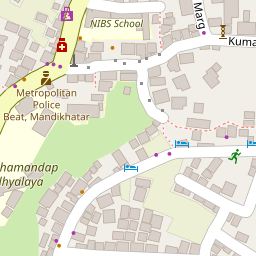 NIBS School
Marg
Kuma
Metropolitan
Police
Beat, Mandikhatar
hamandap
dhyalaya